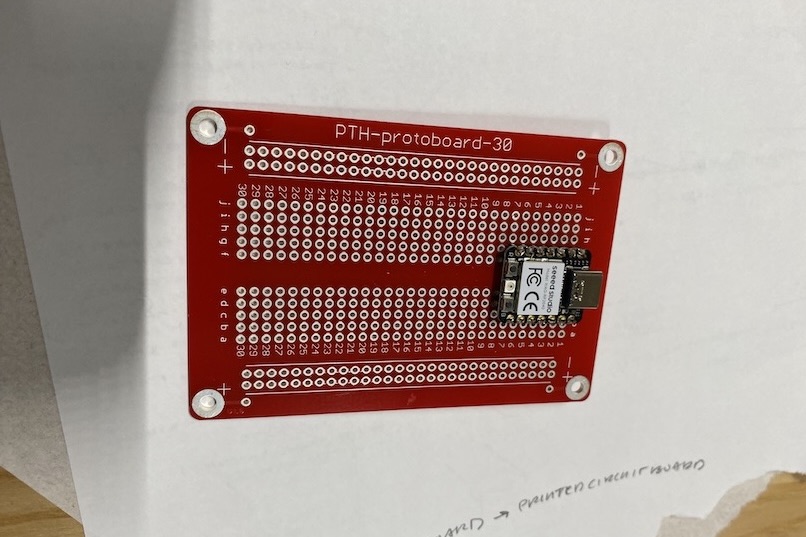 PTH-protoboard-30
- +
- +
30 29 28 27 26 25 24 23 22 21 20 19 18 17 16 15 14 13 12 11 10 9 8 7 6 5 4 3 2 1
j i h g f
j i h
seeed studio
FC CE
e d c b a
30 29 28 27 26 25 24 23 22 21 20 19 18 17 16 15 14 13 12 11 10 9 8 7 6 5 4 3 2 1
a
+
- +
ARD → PRINTED CIRCUIT BOARD